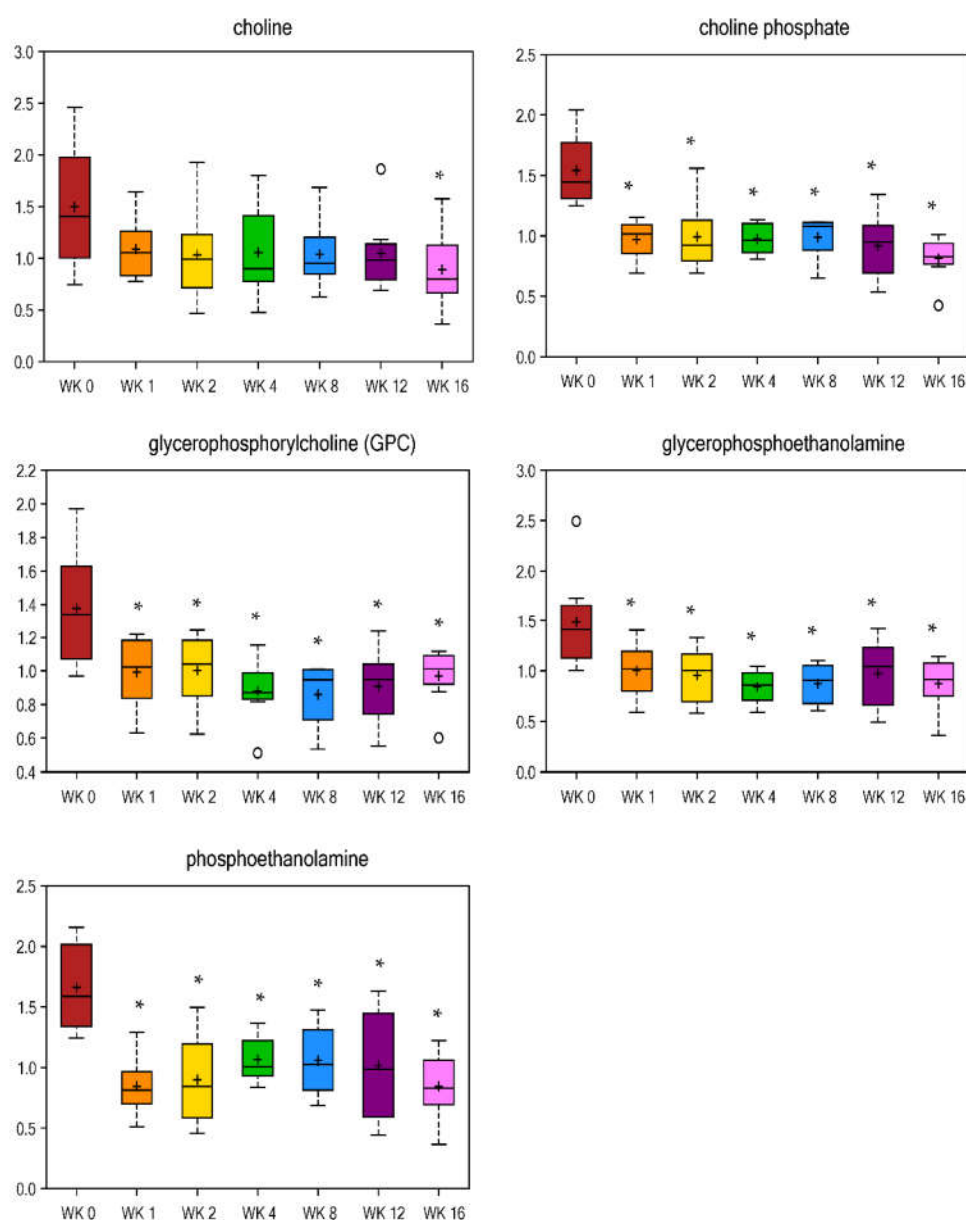 choline
3.0
2.5
2.0
1.5
1.0
0.5
0.0
*
WK 0 WK 1 WK 2 WK 4 WK 8 WK 12 WK 16
choline phosphate
2.5
2.0
1.5
1.0
0.5
0.0
* * * * * *
WK 0 WK 1 WK 2 WK 4 WK 8 WK 12 WK 16
glycerophosphorylcholine (GPC)
2.2
2.0
1.8
1.6
1.4
1.2
1.0
0.8
0.6
0.4
* * * * * *
WK 0 WK 1 WK 2 WK 4 WK 8 WK 12 WK 16
glycerophosphoethanolamine
3.0
2.5
2.0
1.5
1.0
0.5
0.0
* * * * * *
WK 0 WK 1 WK 2 WK 4 WK 8 WK 12 WK 16
phosphoethanolamine
2.5
2.0
1.5
1.0
0.5
0.0
* * * * * *
WK 0 WK 1 WK 2 WK 4 WK 8 WK 12 WK 16